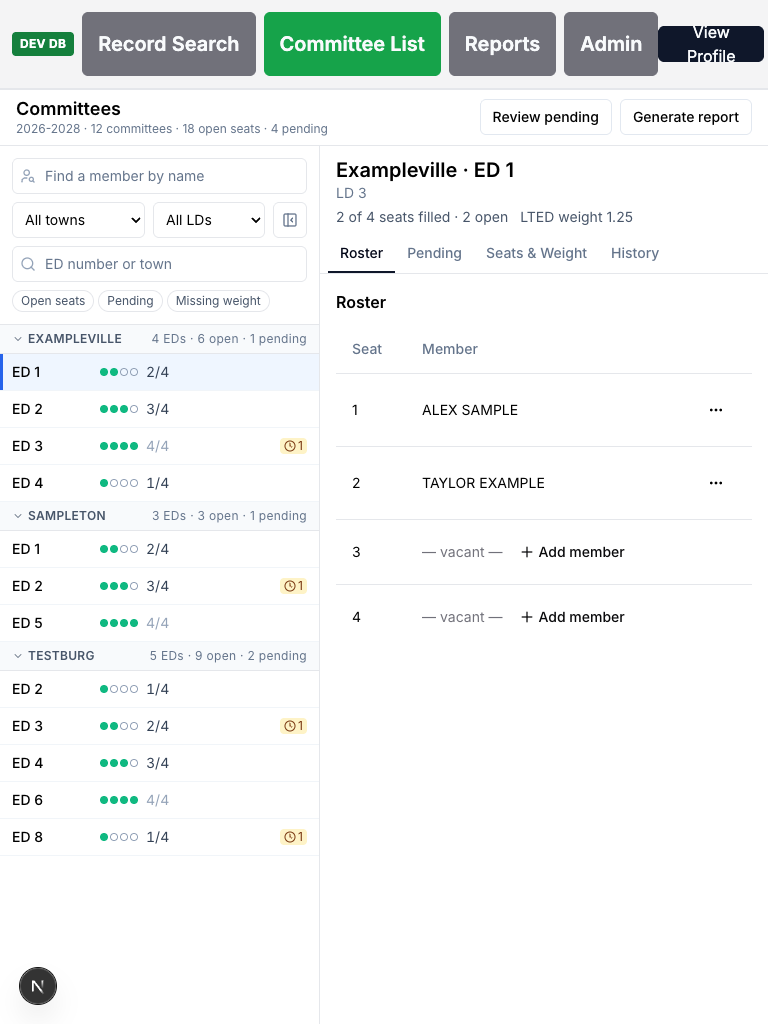 DEV DB
Record Search
Committee List
Reports
Admin
View
Profile
Committees
2026-2028 · 12 committees · 18 open seats · 4 pending
Review pending
Generate report
Find a member by name
All towns
All LDs
ED number or town
Open seats
Pending
Missing weight
EXAMPLEVILLE 4 EDs · 6 open · 1 pending
ED 1 2/4
ED 2 3/4
ED 3 4/4 1
ED 4 1/4
SAMPLETON 3 EDs · 3 open · 1 pending
ED 1 2/4
ED 2 3/4 1
ED 5 4/4
TESTBURG 5 EDs · 9 open · 2 pending
ED 2 1/4
ED 3 2/4 1
ED 4 3/4
ED 6 4/4
ED 8 1/4 1
N
Exampleville · ED 1
LD 3
2 of 4 seats filled · 2 open LTED weight 1.25
Roster Pending Seats & Weight History
Roster
Seat Member
1 ALEX SAMPLE
2 TAYLOR EXAMPLE
3 — vacant — + Add member
4 — vacant — + Add member